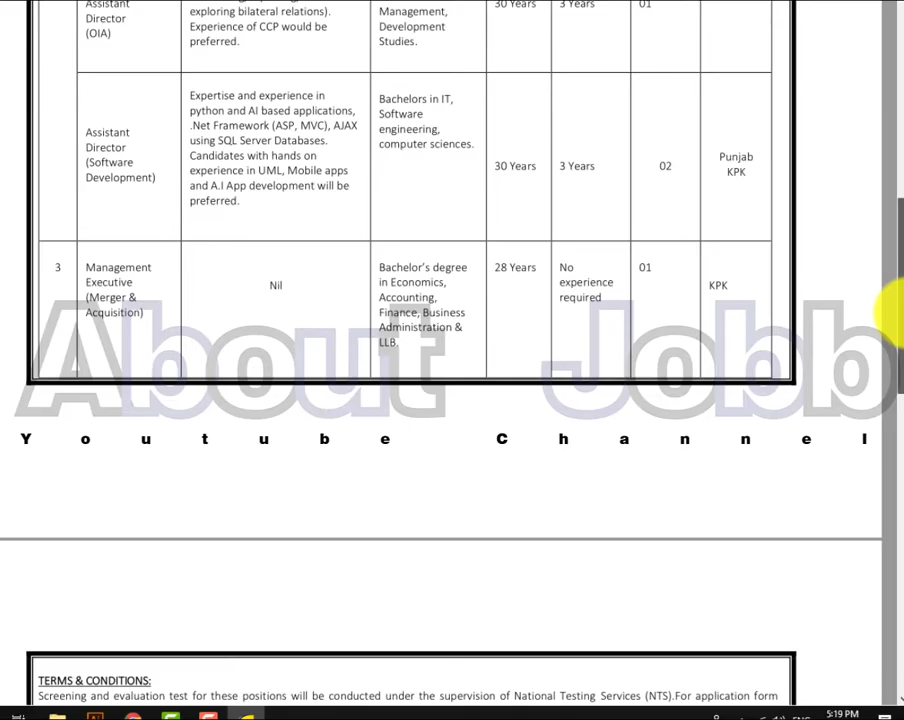 Assistant
Director
(OIA)
exploring bilateral relations).
Experience of CCP would be
preferred.
Management,
Development
Studies.
30 Years
3 Years
01
Assistant
Director
(Software
Development)
Expertise and experience in
python and AI based applications,
.Net Framework (ASP, MVC), AJAX
using SQL Server Databases.
Candidates with hands on
experience in UML, Mobile apps
and A.I App development will be
preferred.
Bachelors in IT,
Software
engineering,
computer sciences.
30 Years
3 Years
02
Punjab
KPK
3
Management
Executive
(Merger &
Acquisition)
Nil
Bachelor's degree
in Economics,
Accounting,
Finance, Business
Administration &
LLB.
28 Years
No
experience
required
01
KPK
About Jobb
Youtube Channel
TERMS & CONDITIONS:
Screening and evaluation test for these positions will be conducted under the supervision of National Testing Services (NTS).For application form
5:19 PM